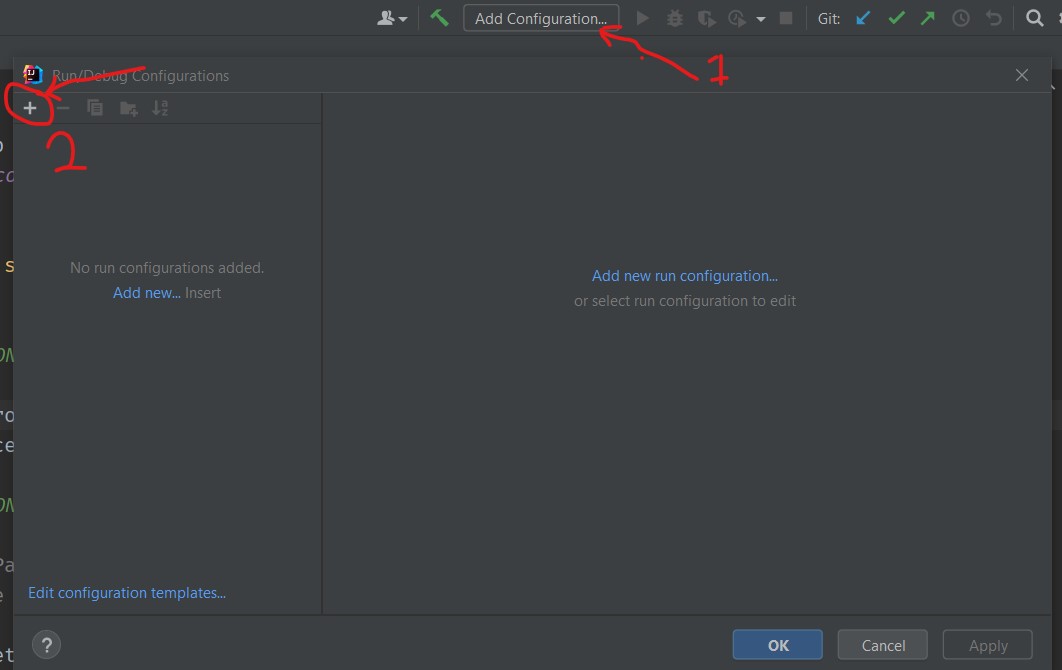 Add Configuration...
Git:
1
Run/Debug Configurations
2
No run configurations added.
Add new... Insert
Add new run configuration...
or select run configuration to edit
Edit configuration templates...
?
OK
Cancel
Apply